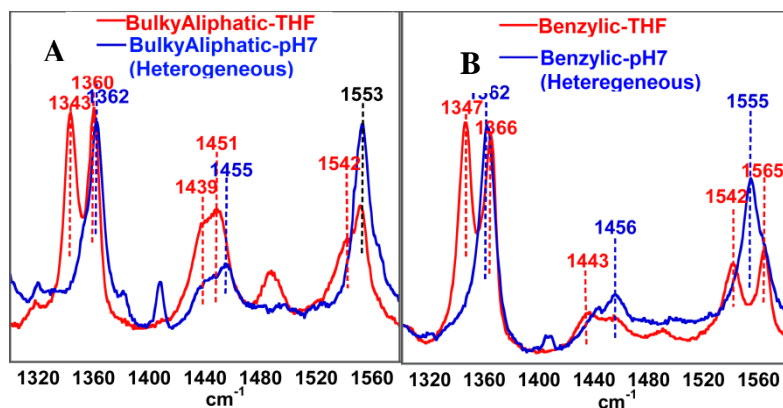 A
BulkyAliphatic-THF
BulkyAliphatic-pH7
(Heterogeneous)
1360
1343
1362
1439
1451
1455
1542
1553
1320 1360 1400 1440 1480 1520 1560
cm-1
B
Benzylic-THF
Benzylic-pH7
(Heteregeneous)
1347
1362
1366
1443
1456
1542
1555
1565
1320 1360 1400 1440 1480 1520 1560
cm-1